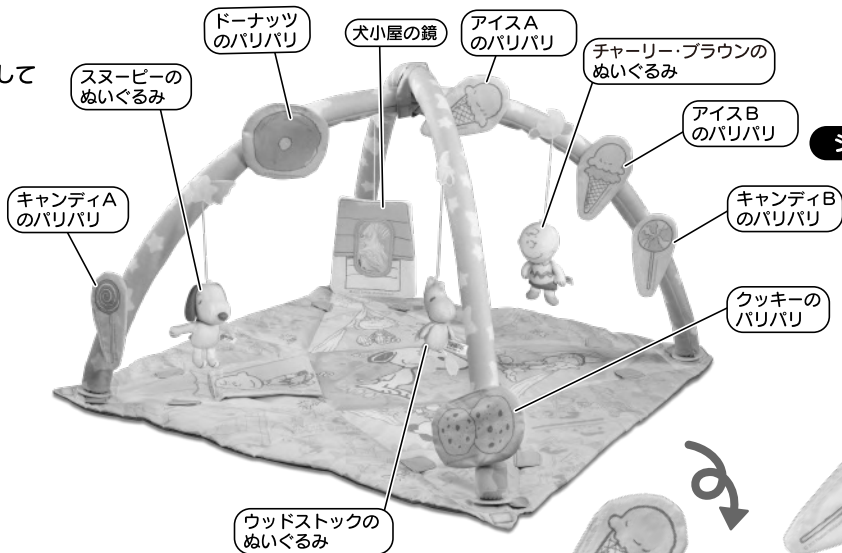 して
ドーナッツ
のパリパリ
犬小屋の鏡
アイスA
のパリパリ
チャーリー・ブラウンの
ぬいぐるみ
スヌーピーの
ぬいぐるみ
アイスB
のパリパリ
キャンディA
のパリパリ
キャンディB
のパリパリ
クッキーの
パリパリ
ウッドストックの
ぬいぐるみ